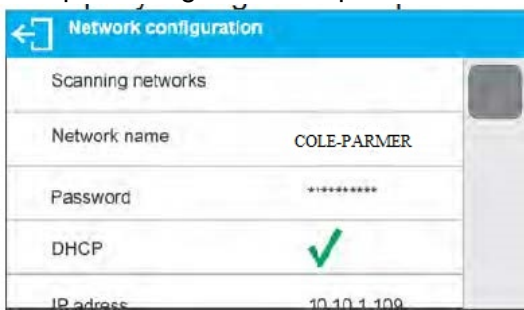 Network configuration
Scanning networks
Network name COLE-PARMER
Password **********
DHCP
IP adress 10.10.1.109